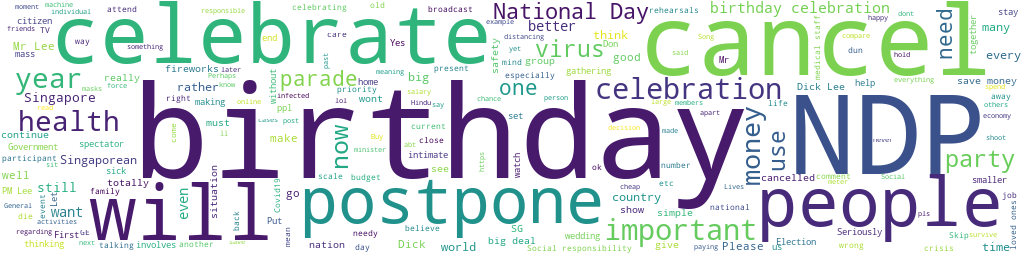 moment
machine
individual
responsible
celebrating
old
broadcast
National Day
rehearsals
birthday celebration
dont
example
stay
citizen
attend
friends
TV
something
celebrate
cancel
need
happy
many
Mr Lee
way
end
care
Yes
distancing
yet
better
think
Song
compare
together
mass
past
safety
mind
Don
said
medical staff
hold
every
year
fireworks
later
Perhaps
without
present
especially
group
virus
good
Mr
dun
everything
really
know
parade
big
one
gathering
help
save
money
Singapore
masks
force
rather
home
priority
meaning
celebration
Dick Lee
away
health
right
making
online
infected
wont
salary
lol
Hindu
say
chance
person
large
members
life
others
economy
birthday
NDP
continue
must
ll
ppl
cases
post
current
set
decision
apart
money
use
shoot
Government
now
make
Buy
close
made
party
spectator
Singaporean
come
minister
abt
intimate
watch
participant
sit
sick
see
https
ok
number
cancelled
comment
Social
smaller
well
totally
situation
go
scale
budget
etc
cheap
Lives
people
PM Lee
still
family
Covid19
country
job
General
Let
even
will
postpone
show
simple
national
die
want
event
back
Put
needy
important
Seriously
pls
activities
believe
SG
wedding
Election
Skip
survive
regarding
First
GE
mean
nation
Dick
world
big deal
give
Please
us
wrong
crisis
time
loved ones
thinking
next
talking
involves
another
day
Social responsibility
paying